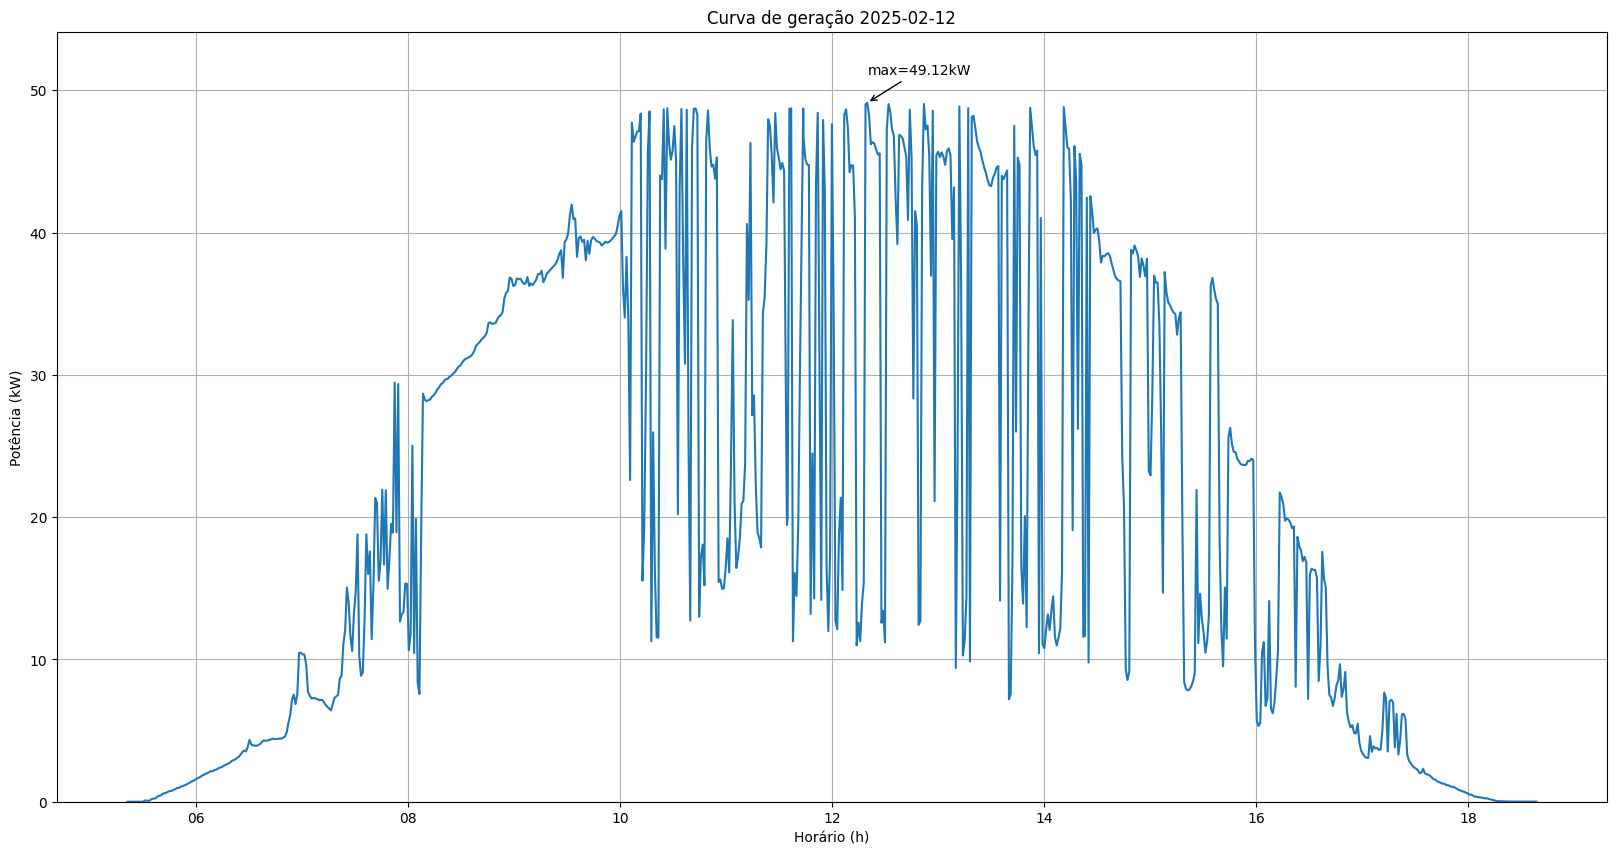 Curva de geração 2025-02-12
max=49.12kW
50
40
30
20
10
0
Potência (kW)
06 08 10 12 14 16 18
Horário (h)